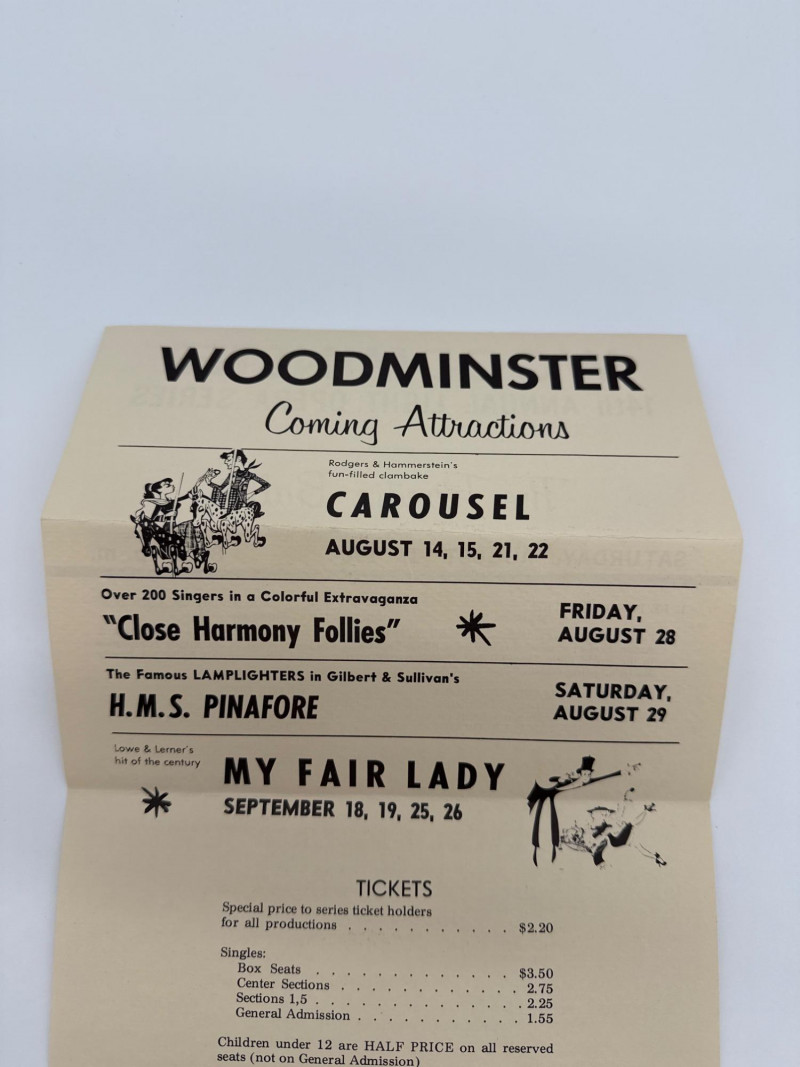 WOODMINSTER
Coming Attractions
Rodgers & Hammerstein's
fun-filled clambake
CAROUSEL
AUGUST 14, 15, 21, 22
Over 200 Singers in a Colorful Extravaganza
"Close Harmony Follies"
FRIDAY,
AUGUST 28
The Famous LAMPLIGHTERS in Gilbert & Sullivan's
H.M.S. PINAFORE
SATURDAY,
AUGUST 29
Lowe & Lerner's
hit of the century
MY FAIR LADY
SEPTEMBER 18, 19, 25, 26
TICKETS
Special price to series ticket holders
for all productions . . . . . . . . . . . $2.20
Singles:
Box Seats . . . . . . . . . . . . . $3.50
Center Sections . . . . . . . . . . . . 2.75
Sections 1,5 . . . . . . . . . . . . . . 2.25
General Admission . . . . . . . . . . . 1.55
Children under 12 are HALF PRICE on all reserved
seats (not on General Admission)